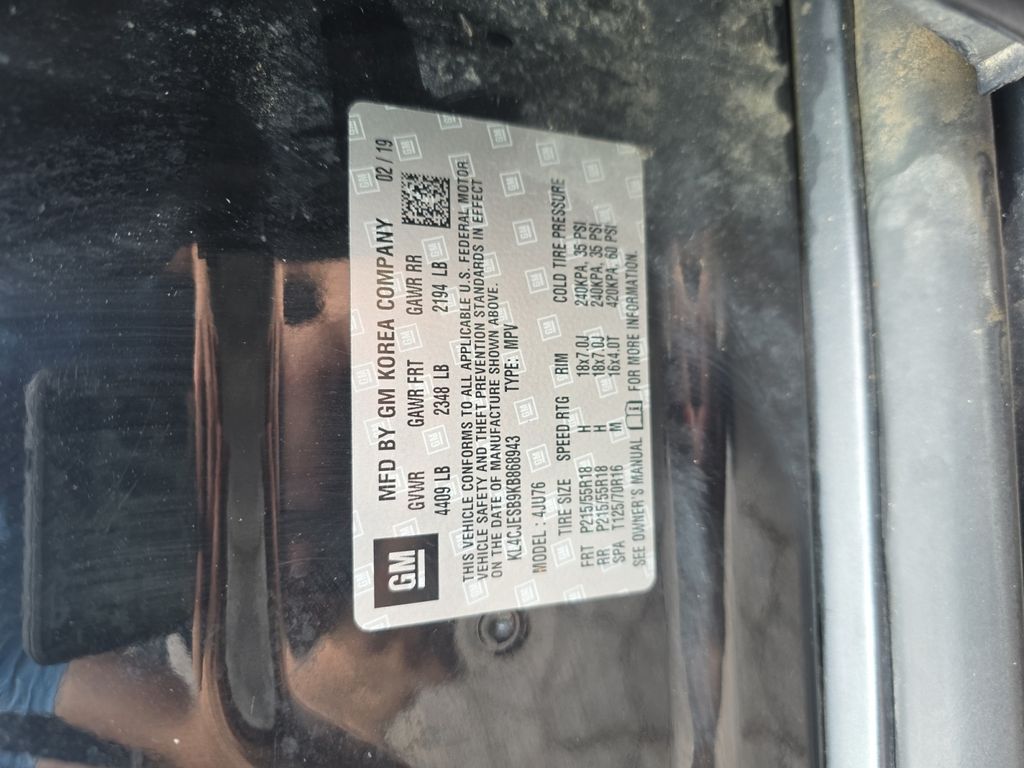 GM
MFD BY GM KOREA COMPANY 02 / 19
GVWR GAWR FRT GAWR RR
4409 LB 2348 LB 2194 LB
THIS VEHICLE CONFORMS TO ALL APPLICABLE U.S. FEDERAL MOTOR
VEHICLE SAFETY AND THEFT PREVENTION STANDARDS IN EFFECT
ON THE DATE OF MANUFACTURE SHOWN ABOVE.
KL4CJESB9KB868943 TYPE: MPV
MODEL : 4JU76
TIRE SIZE SPEED RTG RIM COLD TIRE PRESSURE
FRT P215/55R18 H 18x7.0J 240KPA, 35 PSI
RR P215/55R18 H 18x7.0J 240KPA, 35 PSI
SPA T125/70R16 M 16x4.0T 420KPA, 60 PSI
SEE OWNER'S MANUAL FOR MORE INFORMATION.